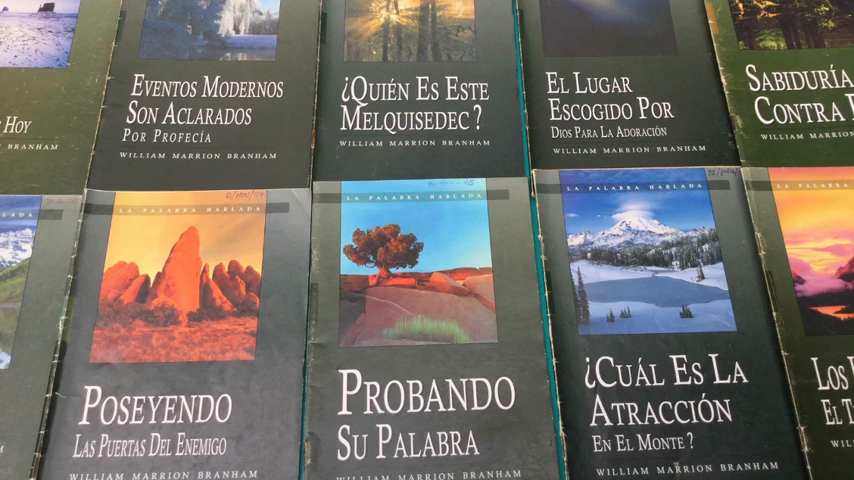 HOY
EVENTOS MODERNOS
SON ACLARADOS
POR PROFECÍA
WILLIAM MARRION BRANHAM
¿QUIÉN ES ESTE
MELQUISEDEC?
WILLIAM MARRION BRANHAM
EL LUGAR
ESCOGIDO POR
DIOS PARA LA ADORACIÓN
WILLIAM MARRION BRANHAM
SABIDURÍA
CONTRA
WILLIAM MARRION
LA PALABRA HABLADA
POSEYENDO
LAS PUERTAS DEL ENEMIGO
WILLIAM MARRION BRANHAM
LA PALABRA HABLADA
PROBANDO
SU PALABRA
WILLIAM MARRION BRANHAM
LA PALABRA HABLADA
¿CUÁL ES LA
ATRACCIÓN
EN EL MONTE?
WILLIAM MARRION BRANHAM
LA PALABRA
LOS
EL